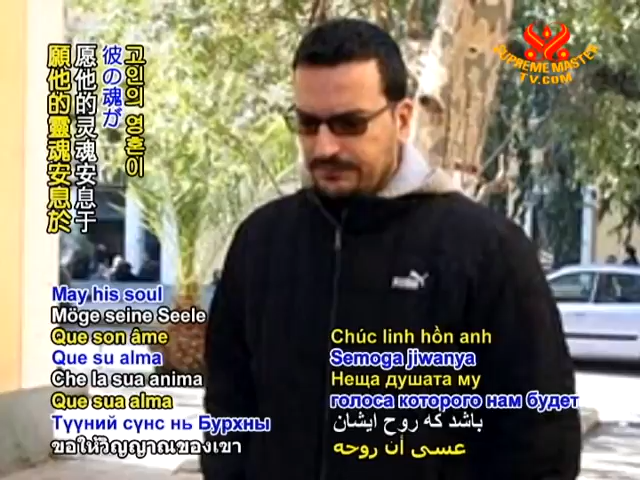 SUPREME MASTER
TV.COM
고인의 영혼이
彼の魂が
愿他的灵魂安息于
願他的靈魂安息於
PUMA
May his soul
Möge seine Seele
Que son âme
Que su alma
Che la sua anima
Que sua alma
Түүний сүнс нь Бурхны
ขอให้วิญญาณของเขา
Chúc linh hồn anh
Semoga jiwanya
Неща душата му
голоса которого нам будет
باشد که روح ایشان
عسى أن روحه